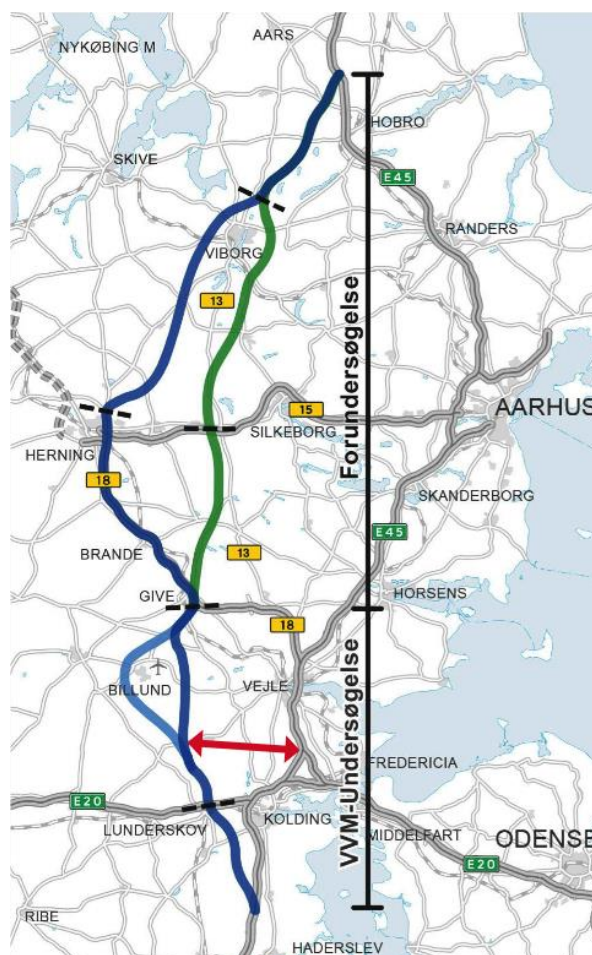 AARS
NYKØBING M
HOBRO
SKIVE
E45
RANDERS
VIBORG
13
Forundersøgelse
15
AARHUS
SILKEBORG
HERNING
18
SKANDERBORG
E45
BRANDE
13
GIVE
HORSENS
18
VVM-Undersøgelse
BILLUND
VEJLE
FREDERICIA
E20
KOLDING
LUNDERSKOV
MIDDELFART
ODENSE
E20
RIBE
HADERSLEV